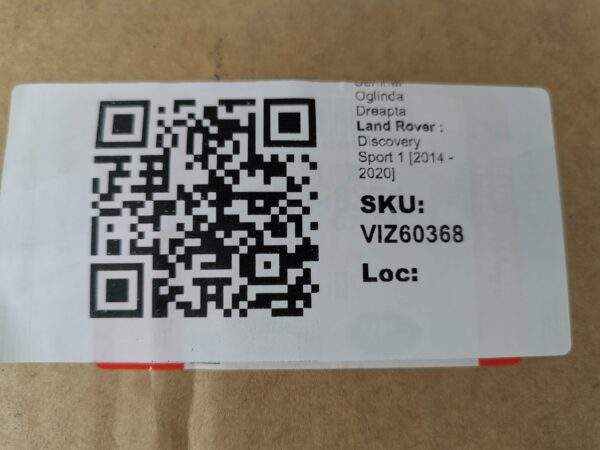 Oglinda
Dreapta
Land Rover :
Discovery
Sport 1 [2014 -
2020]
SKU:
VIZ60368
Loc: